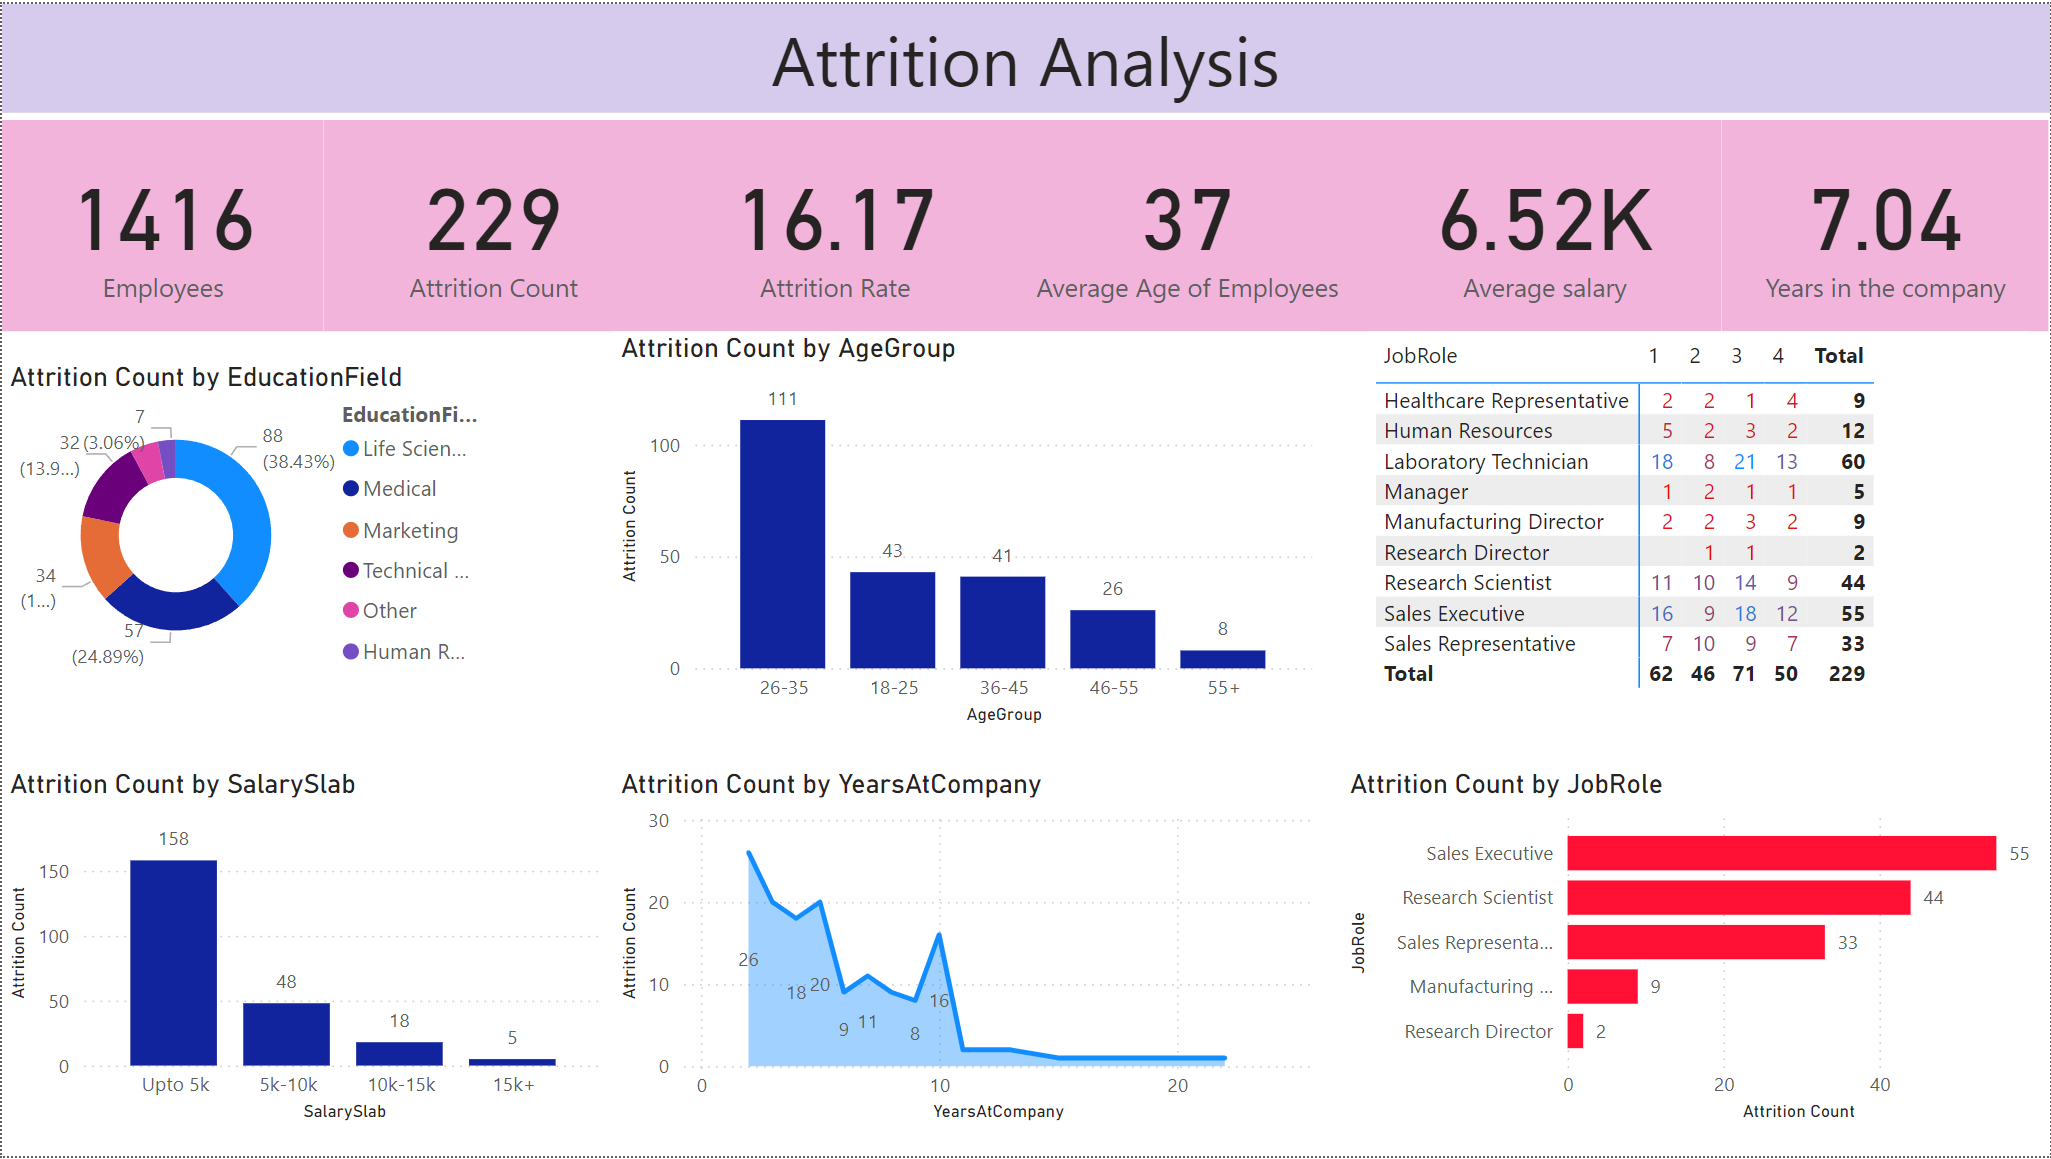 Attrition Analysis
1416
Employees
229
Attrition Count
16.17
Attrition Rate
37
Average Age of Employees
6.52K
Average salary
7.04
Years in the company
Attrition Count by EducationField
7
(3.06%)
32
(13.9...)
34
(1...)
57
(24.89%)
88
(38.43%)
EducationFi...
Life Scien...
Medical
Marketing
Technical ...
Other
Human R...
Attrition Count by AgeGroup
Attrition Count
100
50
0
111
43
41
26
8
26-35
18-25
36-45
46-55
55+
AgeGroup
JobRole 1 2 3 4 Total
Healthcare Representative 2 2 1 4 9
Human Resources 5 2 3 2 12
Laboratory Technician 18 8 21 13 60
Manager 1 2 1 1 5
Manufacturing Director 2 2 3 2 9
Research Director 1 1 2
Research Scientist 11 10 14 9 44
Sales Executive 16 9 18 12 55
Sales Representative 7 10 9 7 33
Total 62 46 71 50 229
Attrition Count by SalarySlab
Attrition Count
150
100
50
0
158
48
18
5
Upto 5k
5k-10k
10k-15k
15k+
SalarySlab
Attrition Count by YearsAtCompany
Attrition Count
30
20
10
0
26
18
20
9
11
8
16
0
10
20
YearsAtCompany
Attrition Count by JobRole
JobRole
Sales Executive 55
Research Scientist 44
Sales Representa... 33
Manufacturing ... 9
Research Director 2
0
20
40
Attrition Count